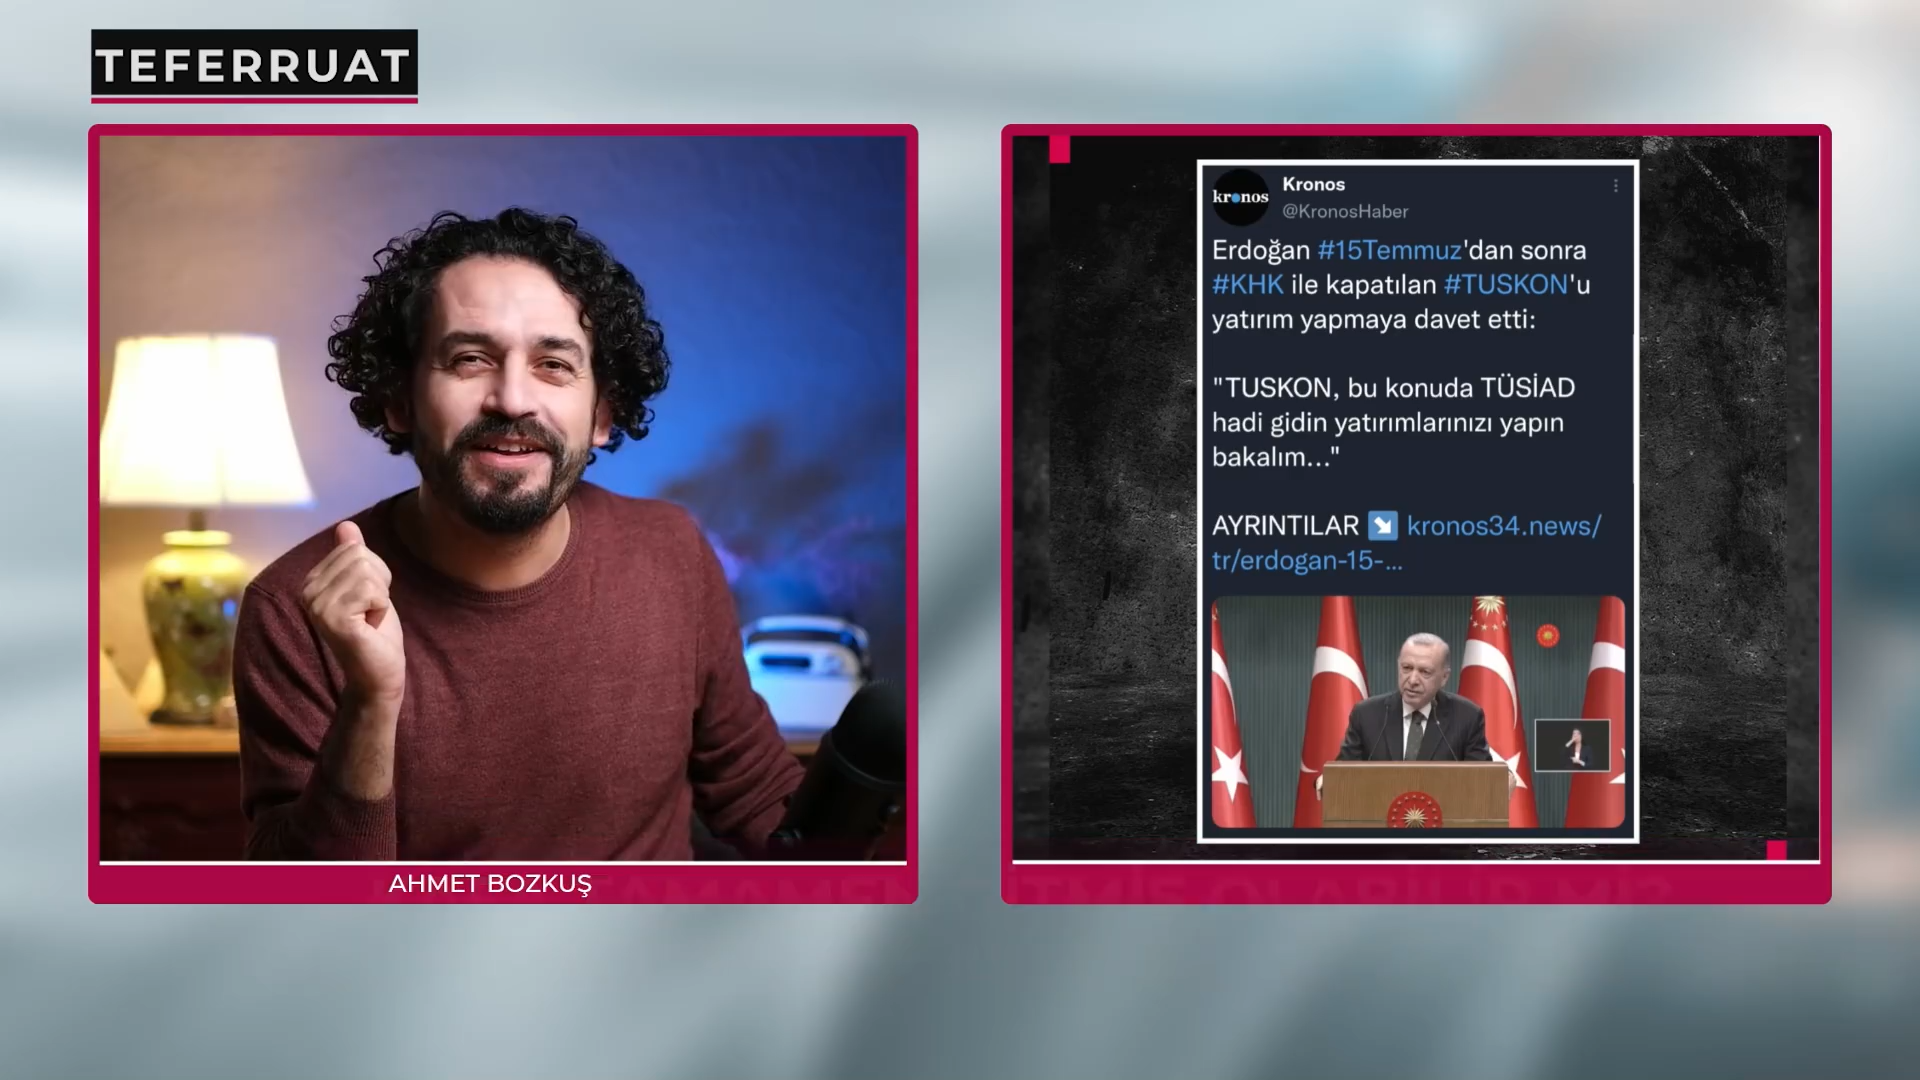 TEFERRUAT
AHMET BOZKUŞ
kronos
Kronos
@KronosHaber
Erdoğan #15Temmuz'dan sonra
#KHK ile kapatılan #TUSKON'u
yatırım yapmaya davet etti:
"TUSKON, bu konuda TÜSİAD
hadi gidin yatırımlarınızı yapın
bakalım..."
AYRINTILAR ↘ kronos34.news/
tr/erdogan-15-...